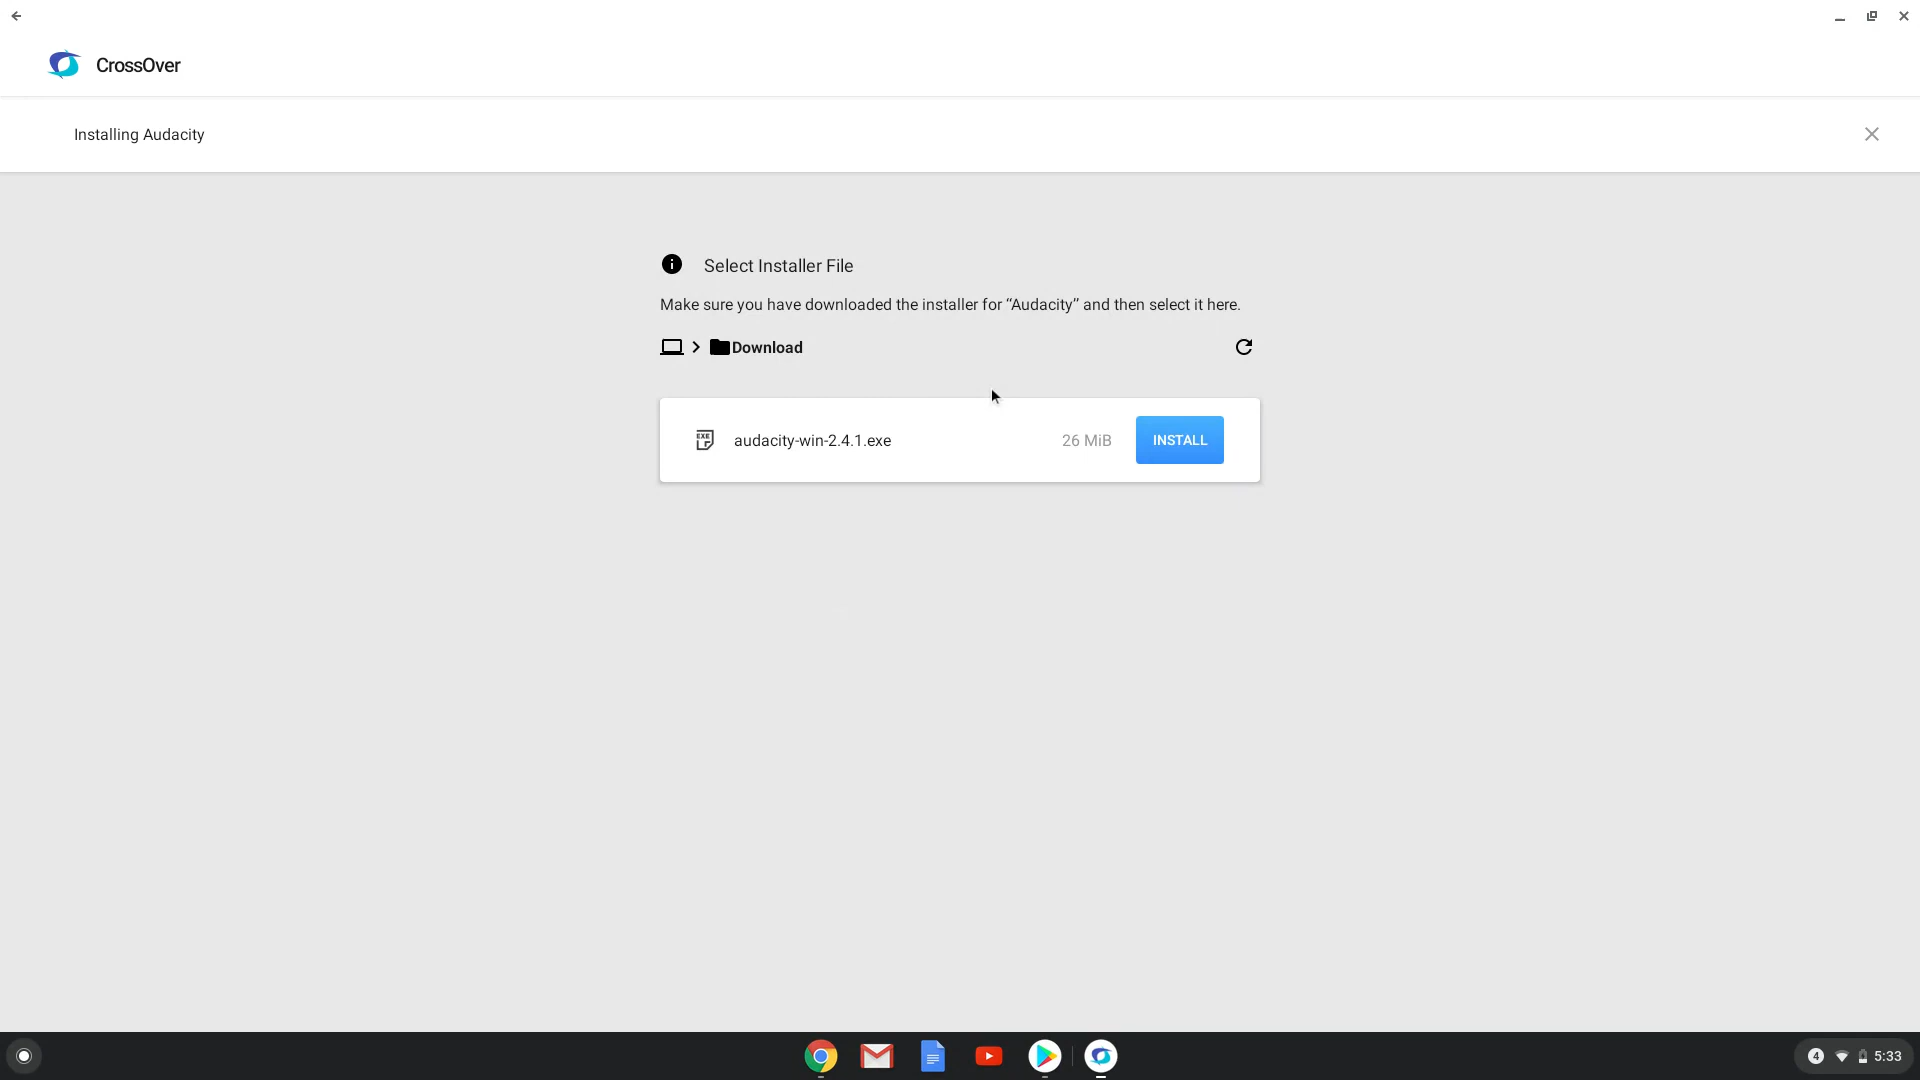 CrossOver
Installing Audacity
Select Installer File
Make sure you have downloaded the installer for “Audacity” and then select it here.
Download
EXE audacity-win-2.4.1.exe 26 MiB INSTALL
4 5:33